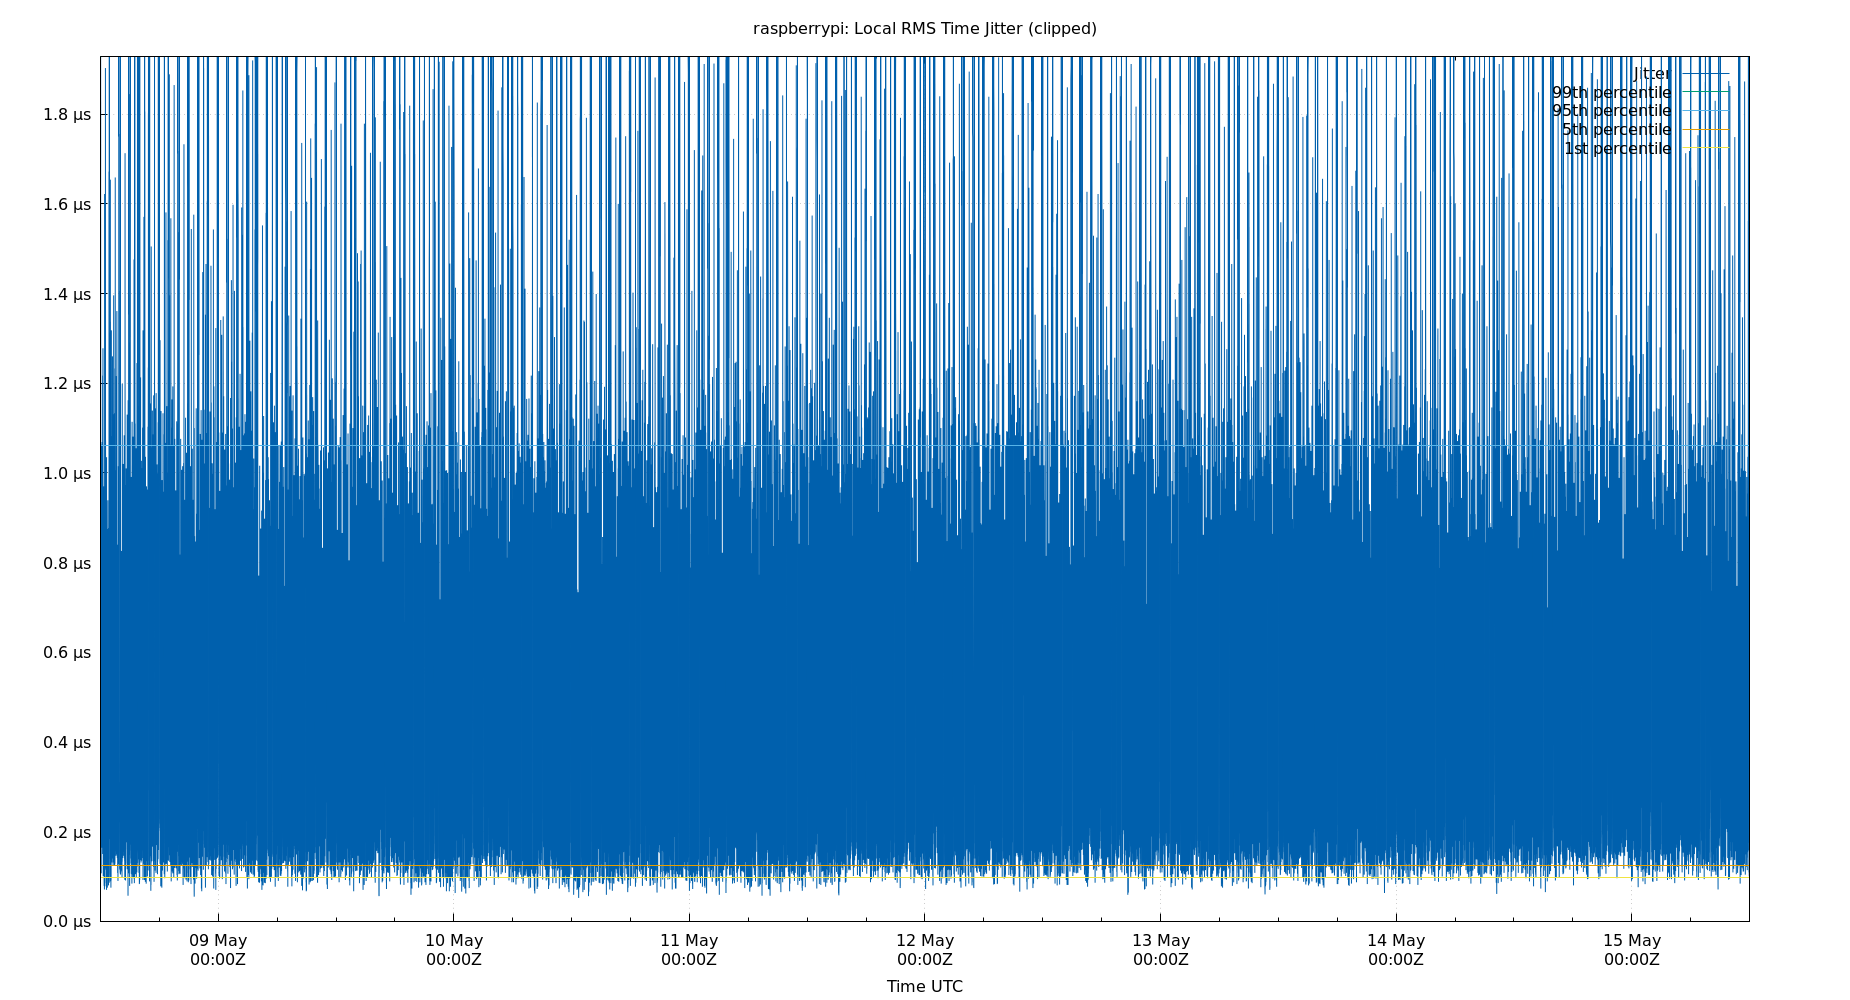 raspberrypi: Local RMS Time Jitter (clipped)
Jitter
99th percentile
95th percentile
5th percentile
1st percentile
1.8 µs
1.6 µs
1.4 µs
1.2 µs
1.0 µs
0.8 µs
0.6 µs
0.4 µs
0.2 µs
0.0 µs
09 May 10 May 11 May 12 May 13 May 14 May 15 May
00:00Z 00:00Z 00:00Z 00:00Z 00:00Z 00:00Z 00:00Z
Time UTC